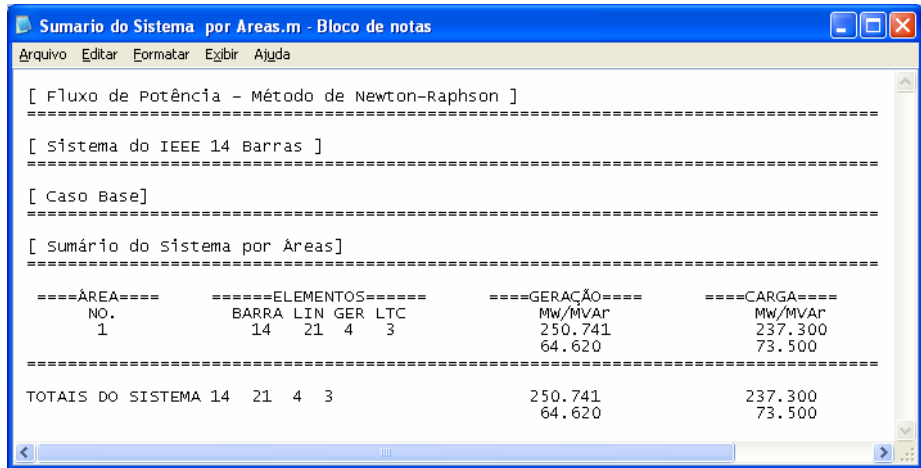 Sumario do Sistema por Areas.m - Bloco de notas
Arquivo Editar Formatar Exibir Ajuda
[ Fluxo de Potência - Método de Newton-Raphson ]
================================================================================
[ Sistema do IEEE 14 Barras ]
================================================================================
[ Caso Base]
================================================================================
[ Sumário do Sistema por Áreas]
================================================================================
====ÁREA==== ======ELEMENTOS====== ====GERAÇÃO==== ====CARGA====
NO. BARRA LIN GER LTC MW/MVAr MW/MVAr
1 14 21 4 3 250.741 237.300
64.620 73.500
================================================================================
TOTAIS DO SISTEMA 14 21 4 3 250.741 237.300
64.620 73.500